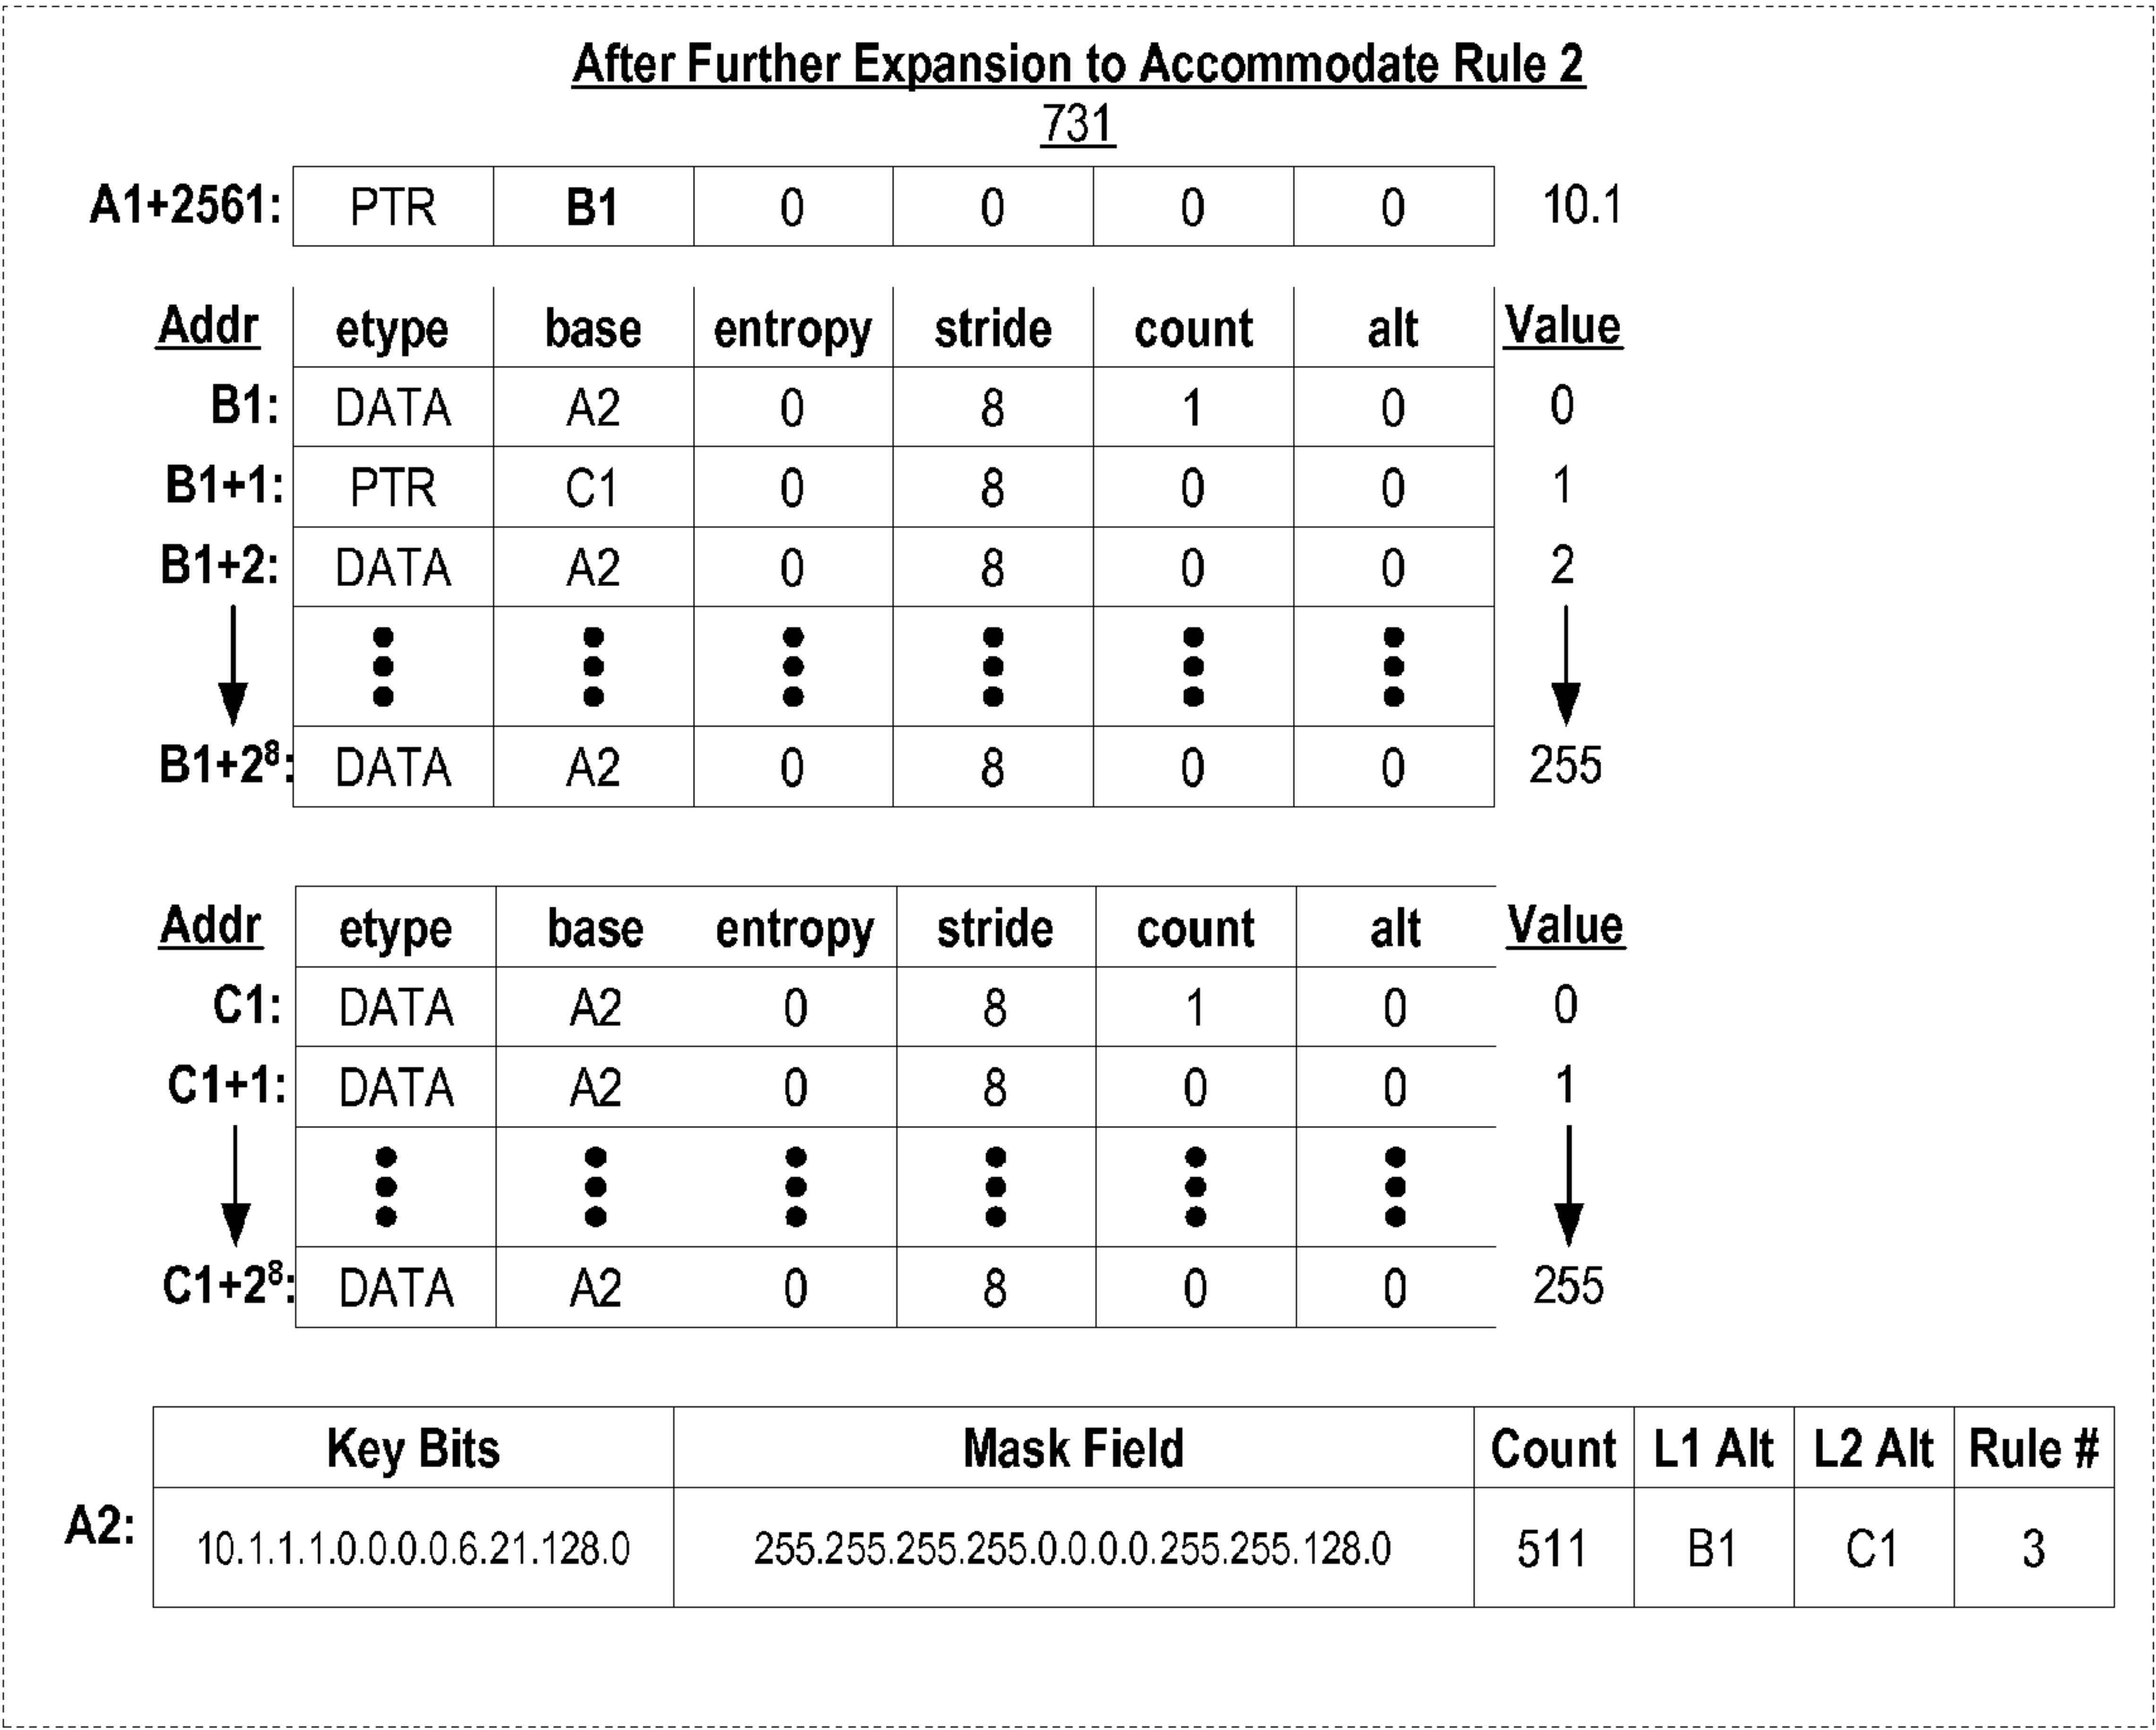 After Further Expansion to Accommodate Rule 2
731
A1+2561: PTR B1 0 0 0 0 10.1
Addr etype base entropy stride count alt Value
B1: DATA A2 0 8 1 0 0
B1+1: PTR C1 0 8 0 0 1
B1+2: DATA A2 0 8 0 0 2
B1+2⁸: DATA A2 0 8 0 0 255
Addr etype base entropy stride count alt Value
C1: DATA A2 0 8 1 0 0
C1+1: DATA A2 0 8 0 0 1
C1+2⁸: DATA A2 0 8 0 0 255
Key Bits Mask Field Count L1 Alt L2 Alt Rule #
A2: 10.1.1.1.0.0.0.0.6.21.128.0 255.255.255.255.0.0.0.0.255.255.128.0 511 B1 C1 3